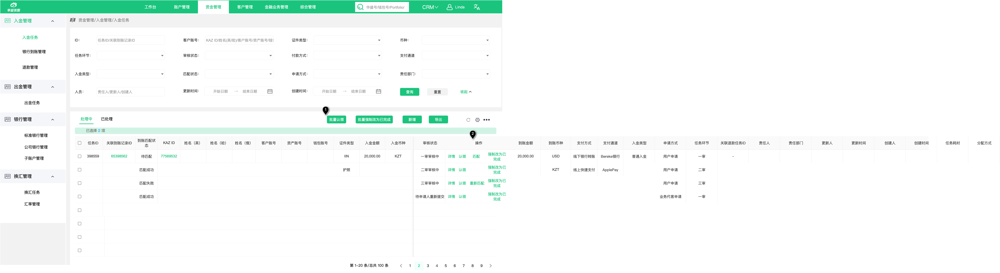 華盛集團
工作台
账户管理
资金管理
客户管理
金融业务管理
综合管理
华盛号/钱包号/Portfolio/
CRM
Linda
入金管理
入金任务
银行到账管理
退款管理
出金管理
出金任务
银行管理
标准银行管理
公司银行管理
子账户管理
换汇管理
换汇任务
汇率管理
资金管理/入金管理/入金任务
ID: 任务ID/关联到账记录ID
客户账号: KAZ ID/姓名(英/哈)/客户账号/资产账号/钱
证件类型:
币种:
任务环节:
审核状态:
付款方式:
支付通道
入金类型:
匹配状态:
申请方式:
责任部门:
人员: 责任人/更新人/创建人
更新时间: 开始日期 → 结束日期
创建时间: 开始日期 → 结束日期
查询
重置
收起
处理中
已处理
1
批量认领
批量强制改为已完成
新增
导出
已选择 2 项
2
任务ID 关联到账记录ID 到账匹配状态 KAZ ID 姓名（英） 姓名（哈） 姓名（俄） 客户账号 资产账号 钱包账号 证件类型 入金金额 入金币种 审核状态 操作 到账金额 到账币种 支付方式 支付通道 入金类型 申请方式 任务环节 关联退款任务ID 责任人 责任部门 更新人 更新时间 创建人 创建时间 任务耗时 分配方式
398559 65398562 待匹配 77569532 IIN 20,000.00 KZT 一审审核中 详情 认领 匹配 强制改为已完成 20,000.00 USD 线下银行转账 Bereke银行 普通入金 用户申请 一审 -
匹配成功 护照 二审审核中 详情 认领 强制改为已完成 KZT 线上快捷支付 ApplePay 用户申请 二审
匹配失败 三审审核中 详情 认领 重新匹配 强制改为已完成 用户申请 三审
匹配成功 待申请人重新提交 详情 认领 强制改为已完成 业务代客申请 一审
第 1-20 条/总共 100 条 1 2 3 4 5 6 7 8 9